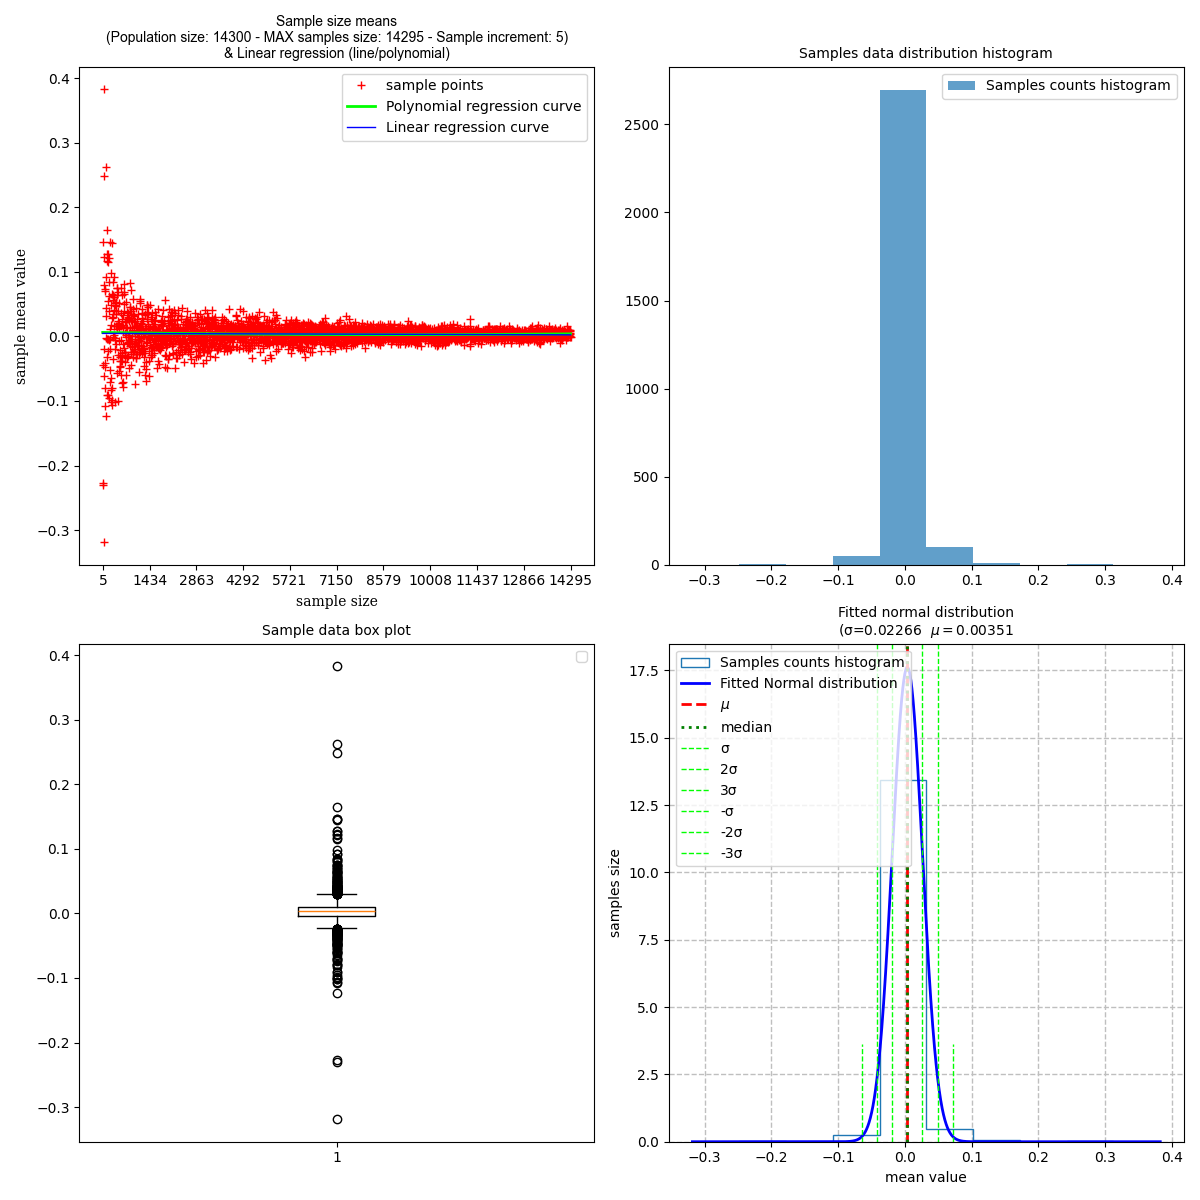 Sample size means
(Population size: 14300 - MAX samples size: 14295 - Sample increment: 5)
& Linear regression (line/polynomial)
sample points
Polynomial regression curve
Linear regression curve
0.4
0.3
0.2
0.1
0.0
−0.1
−0.2
−0.3
sample mean value
5 1434 2863 4292 5721 7150 8579 10008 11437 12866 14295
sample size
Samples data distribution histogram
Samples counts histogram
2500
2000
1500
1000
500
0
−0.3 −0.2 −0.1 0.0 0.1 0.2 0.3 0.4
Sample data box plot
0.4
0.3
0.2
0.1
0.0
−0.1
−0.2
−0.3
1
Fitted normal distribution
(σ=0.02266 μ = 0.00351
Samples counts histogram
Fitted Normal distribution
μ
median
σ
2σ
3σ
-σ
-2σ
-3σ
17.5
15.0
12.5
10.0
7.5
5.0
2.5
0.0
samples size
−0.3 −0.2 −0.1 0.0 0.1 0.2 0.3 0.4
mean value